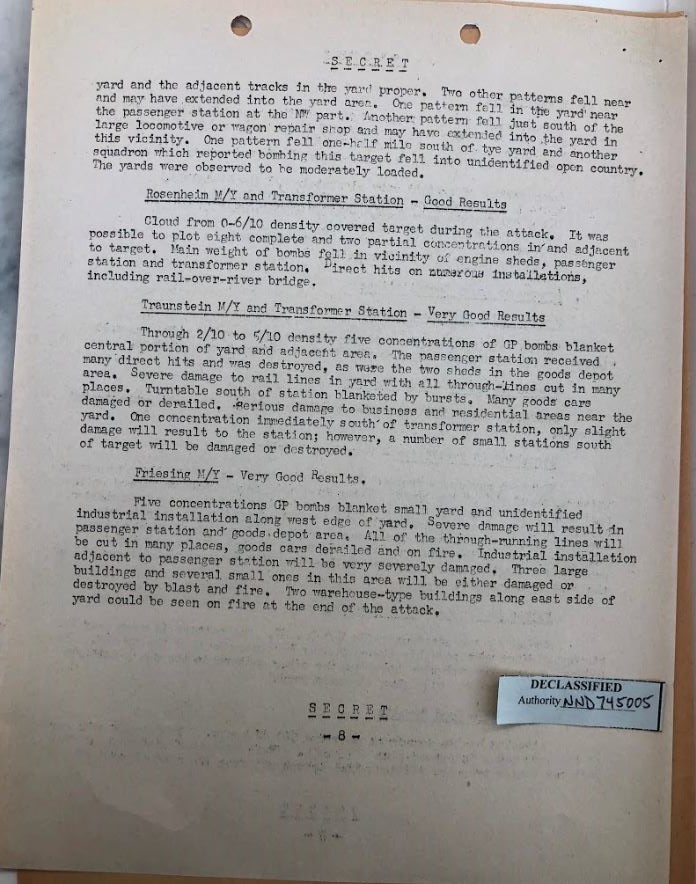 S E C R E T
yard and the adjacent tracks in the yard proper. Two other patterns fell near
and may have extended into the yard area. One pattern fell in the yard near
the passenger station at the NW part. Another pattern fell just south of the
large locomotive or wagon repair shop and may have extended into the yard in
this vicinity. One pattern fell one-half mile south of tye yard and another
squadron which reported bombing this target fell into unidentified open country.
The yards were observed to be moderately loaded.
Rosenheim M/Y and Transformer Station - Good Results
Cloud from 0-6/10 density covered target during the attack. It was
possible to plot eight complete and two partial concentrations in and adjacent
to target. Main weight of bombs fell in vicinity of engine sheds, passenger
station and transformer station. Direct hits on numerous installations,
including rail-over-river bridge.
Traunstein M/Y and Transformer Station - Very Good Results
Through 2/10 to 5/10 density five concentrations of GP bombs blanket
central portion of yard and adjacent area. The passenger station received
many direct hits and was destroyed, as were the two sheds in the goods depot
area. Severe damage to rail lines in yard with all through-lines cut in many
places. Turntable south of station blanketed by bursts. Many goods cars
damaged or derailed. Serious damage to business and residential areas near the
yard. One concentration immediately south of transformer station, only slight
damage will result to the station; however, a number of small stations south
of target will be damaged or destroyed.
Friesing M/Y - Very Good Results.
Five concentrations GP bombs blanket small yard and unidentified
industrial installation along west edge of yard. Severe damage will result in
passenger station and goods depot area. All of the through-running lines will
be cut in many places, goods cars derailed and on fire. Industrial installation
adjacent to passenger station will be very severely damaged. Three large
buildings and several small ones in this area will be either damaged or
destroyed by blast and fire. Two warehouse-type buildings along east side of
yard could be seen on fire at the end of the attack.
DECLASSIFIED
Authority NND 745005
S E C R E T
- 8 -